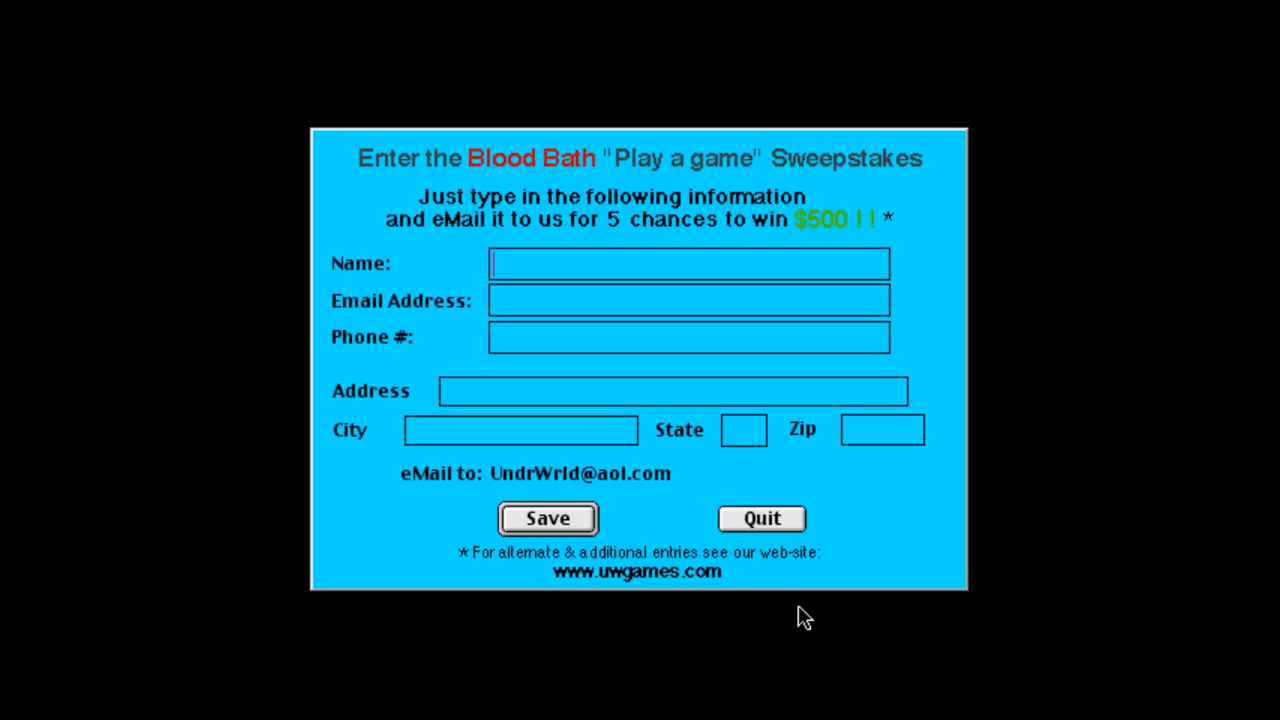 Enter the Blood Bath "Play a game" Sweepstakes
Just type in the following information
and eMail it to us for 5 chances to win $500 !! *
Name:
Email Address:
Phone #:
Address
City State Zip
eMail to: UndrWrld@aol.com
Save Quit
* For alternate & additional entries see our web-site:
www.uwgames.com